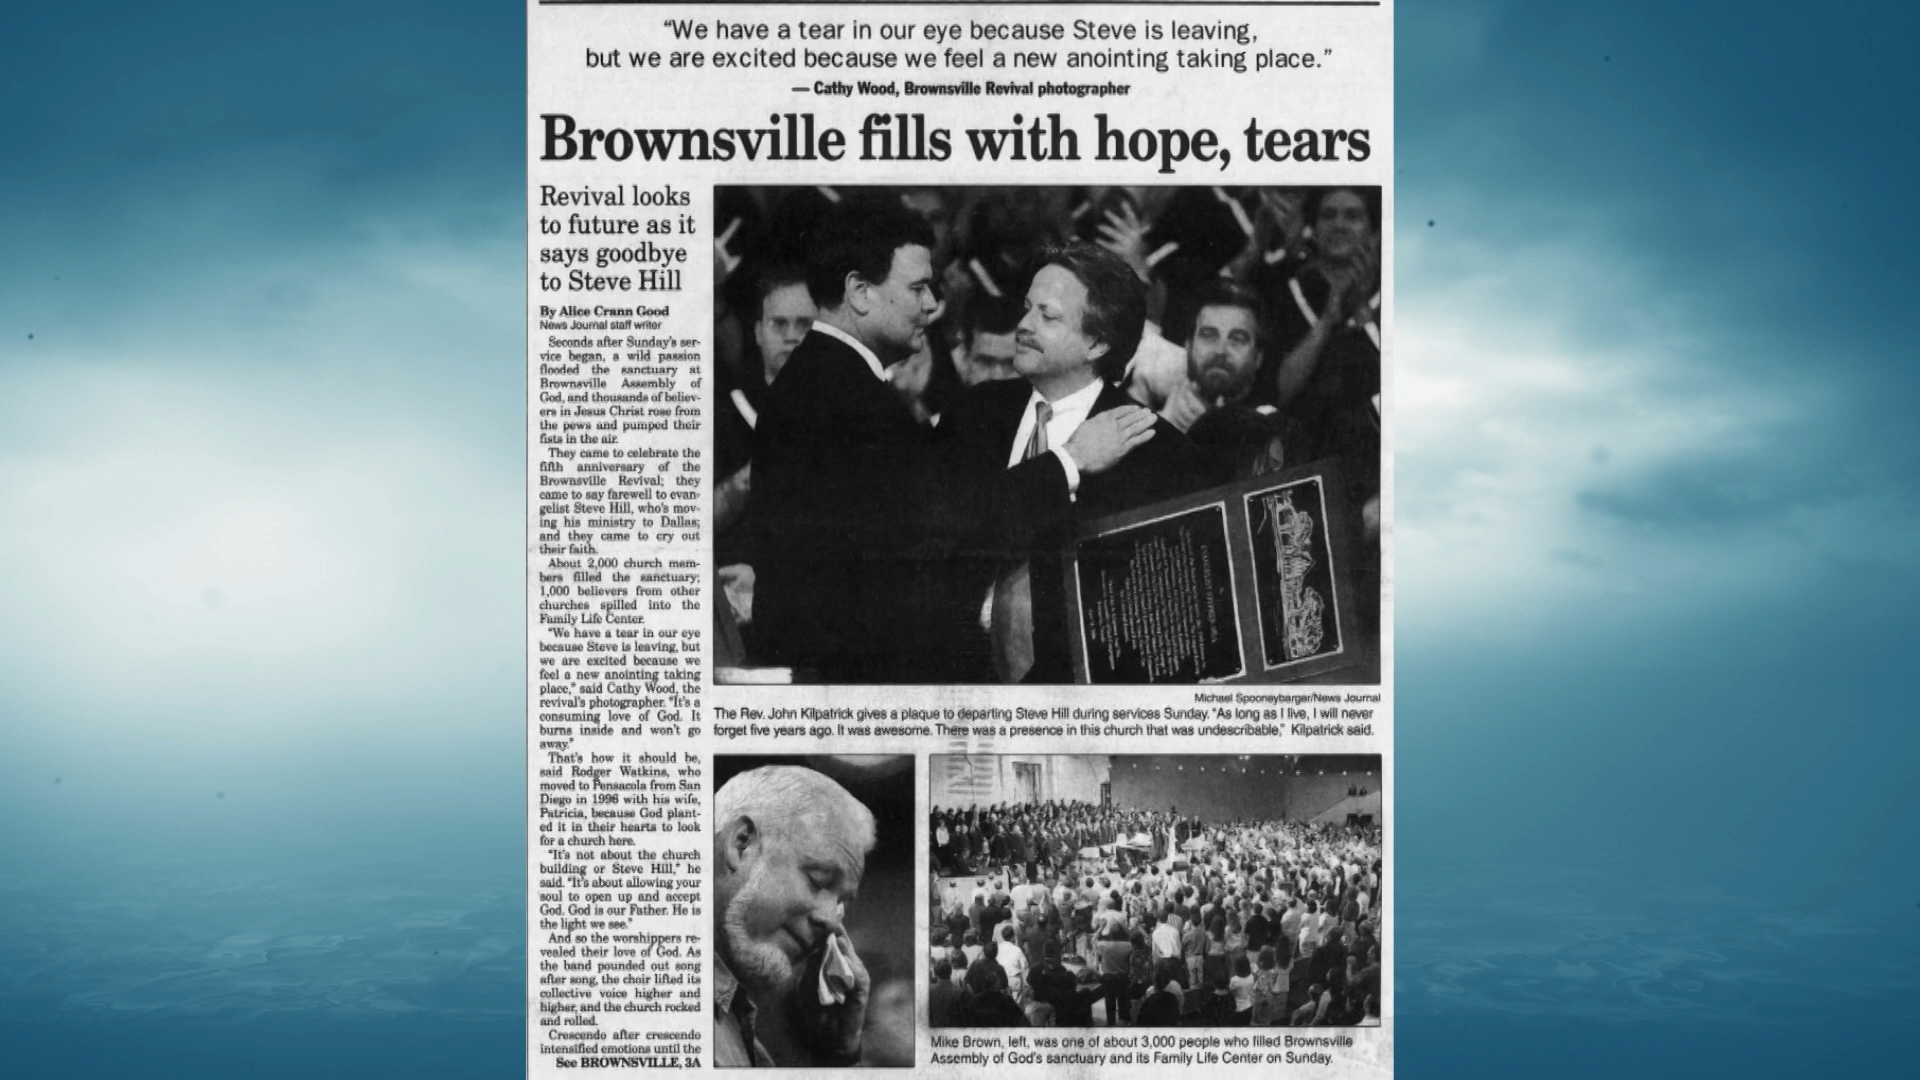 “We have a tear in our eye because Steve is leaving,
but we are excited because we feel a new anointing taking place.”
— Cathy Wood, Brownsville Revival photographer
Brownsville fills with hope, tears
Revival looks
to future as it
says goodbye
to Steve Hill
By Alice Crann Good
News Journal staff writer
Seconds after Sunday's ser-
vice began, a wild passion
flooded the sanctuary at
Brownsville Assembly of
God, and thousands of believ-
ers in Jesus Christ rose from
the pews and pumped their
fists in the air.
They came to celebrate the
fifth anniversary of the
Brownsville Revival; they
came to say farewell to evan-
gelist Steve Hill, who's mov-
ing his ministry to Dallas;
and they came to cry out
their faith.
About 2,000 church mem-
bers filled the sanctuary;
1,000 believers from other
churches spilled into the
Family Life Center.
“We have a tear in our eye
because Steve is leaving, but
we are excited because we
feel a new anointing taking
place,” said Cathy Wood, the
revival's photographer. “It's a
consuming love of God. It
burns inside and won't go
away.”
That's how it should be,
said Rodger Watkins, who
moved to Pensacola from San
Diego in 1996 with his wife,
Patricia, because God plant-
ed it in their hearts to look
for a church here.
“It's not about the church
building or Steve Hill,” he
said. “It's about allowing your
soul to open up and accept
God. God is our Father. He is
the light we see.”
And so the worshippers re-
vealed their love of God. As
the band pounded out song
after song, the choir lifted its
collective voice higher and
higher, and the church rocked
and rolled.
Crescendo after crescendo
intensified emotions until the
See BROWNSVILLE, 3A
Michael Spooneybarger/News Journal
The Rev. John Kilpatrick gives a plaque to departing Steve Hill during services Sunday. “As long as I live, I will never
forget five years ago. It was awesome. There was a presence in this church that was undescribable,” Kilpatrick said.
Mike Brown, left, was one of about 3,000 people who filled Brownsville
Assembly of God's sanctuary and its Family Life Center on Sunday.